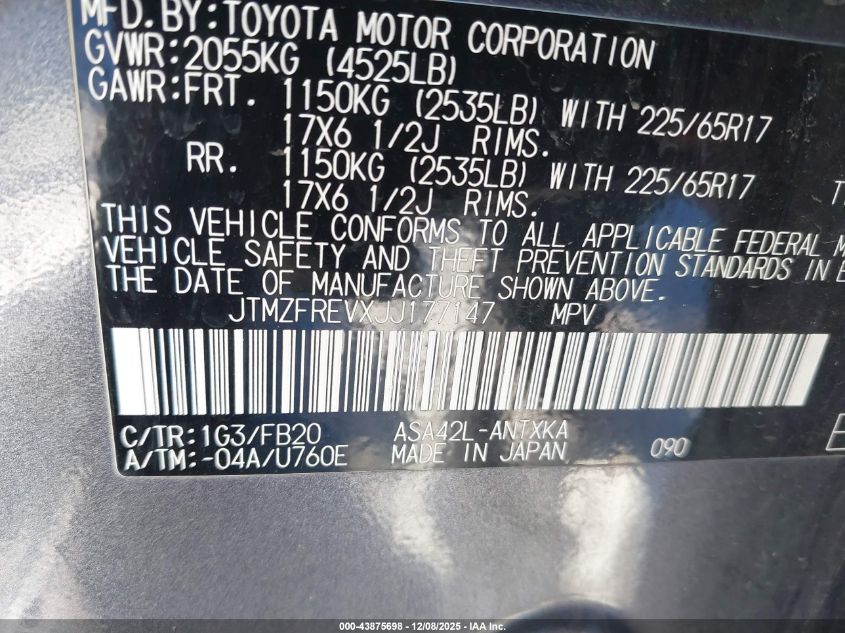 MFD. BY: TOYOTA MOTOR CORPORATION
GVWR: 2055KG (4525LB)
GAWR: FRT. 1150KG (2535LB) WITH 225/65R17
17X6 1/2J RIMS.
RR. 1150KG (2535LB) WITH 225/65R17
17X6 1/2J RIMS.
THIS VEHICLE CONFORMS TO ALL APPLICABLE FEDERAL M
VEHICLE SAFETY AND THEFT PREVENTION STANDARDS IN E
THE DATE OF MANUFACTURE SHOWN ABOVE.
JTMZFREVXJJ177147 MPV
C/TR: 1G3/FB20 ASA42L-ANTXKA
A/TM: -04A/U760E MADE IN JAPAN 090
000-43875698 - 12/08/2025 - IAA Inc.